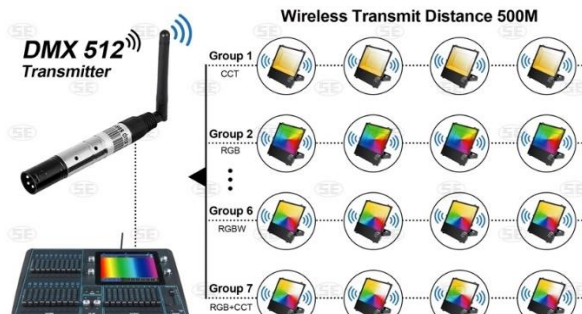 Wireless Transmit Distance 500M
DMX 512
Transmitter
Group 1
CCT
Group 2
RGB
Group 6
RGBW
Group 7
RGB+CCT
SE